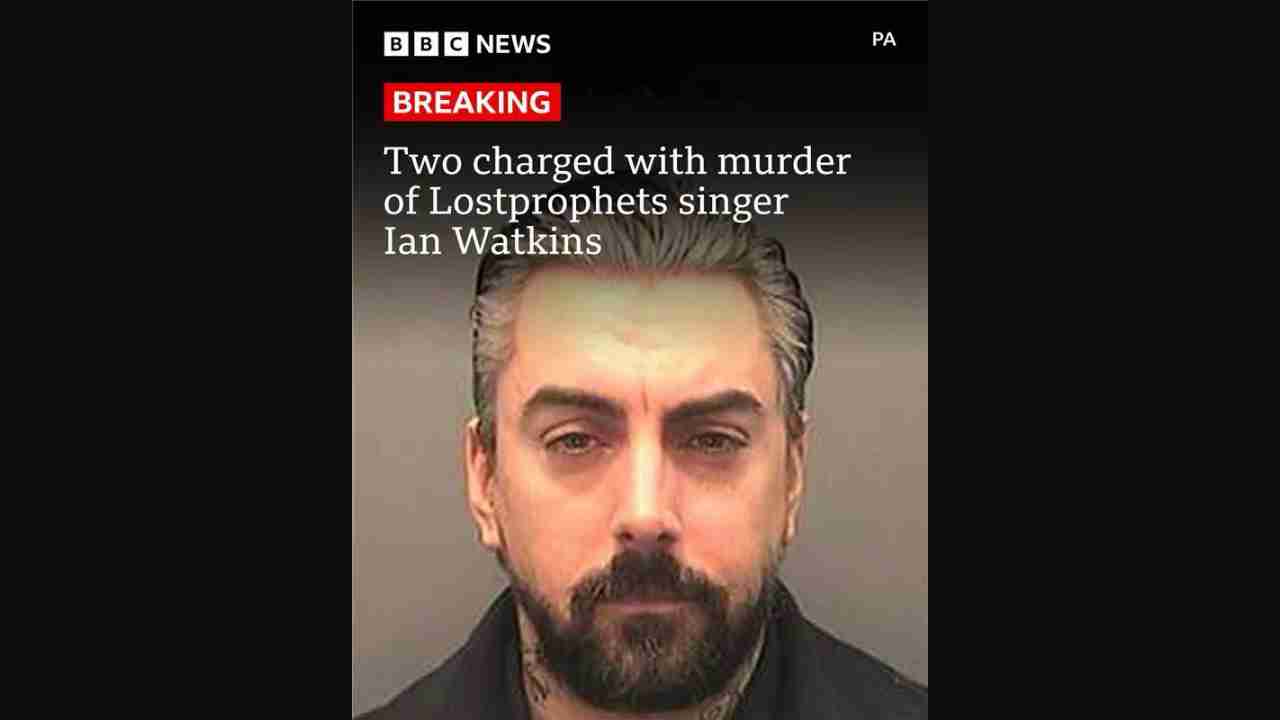 BBC NEWS
PA
BREAKING
Two charged with murder
of Lostprophets singer
Ian Watkins